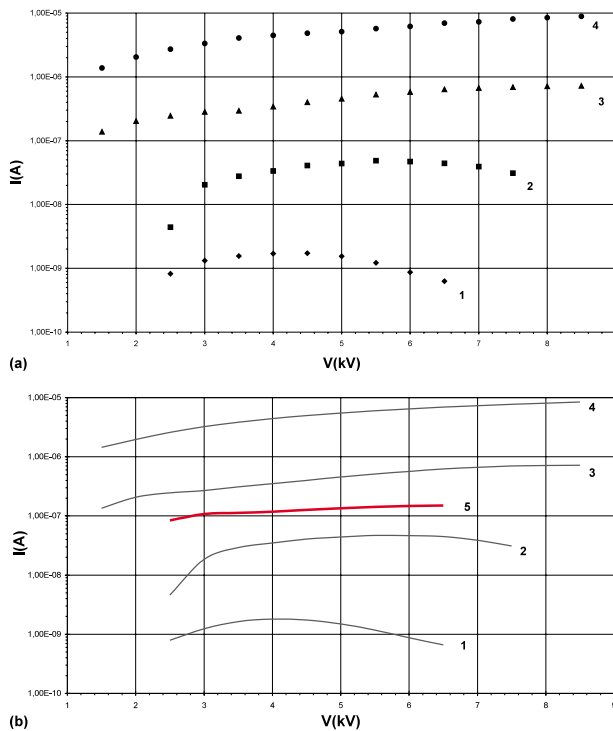 1,00E-05
4
1,00E-06
3
1,00E-07
I(A)
2
1,00E-08
1,00E-09
1
1,00E-10
1 2 3 4 5 6 7 8 9
(a) V(kV)
1,00E-05
4
1,00E-06
3
5
1,00E-07
I(A)
2
1,00E-08
1,00E-09
1
1,00E-10
1 2 3 4 5 6 7 8 9
(b) V(kV)